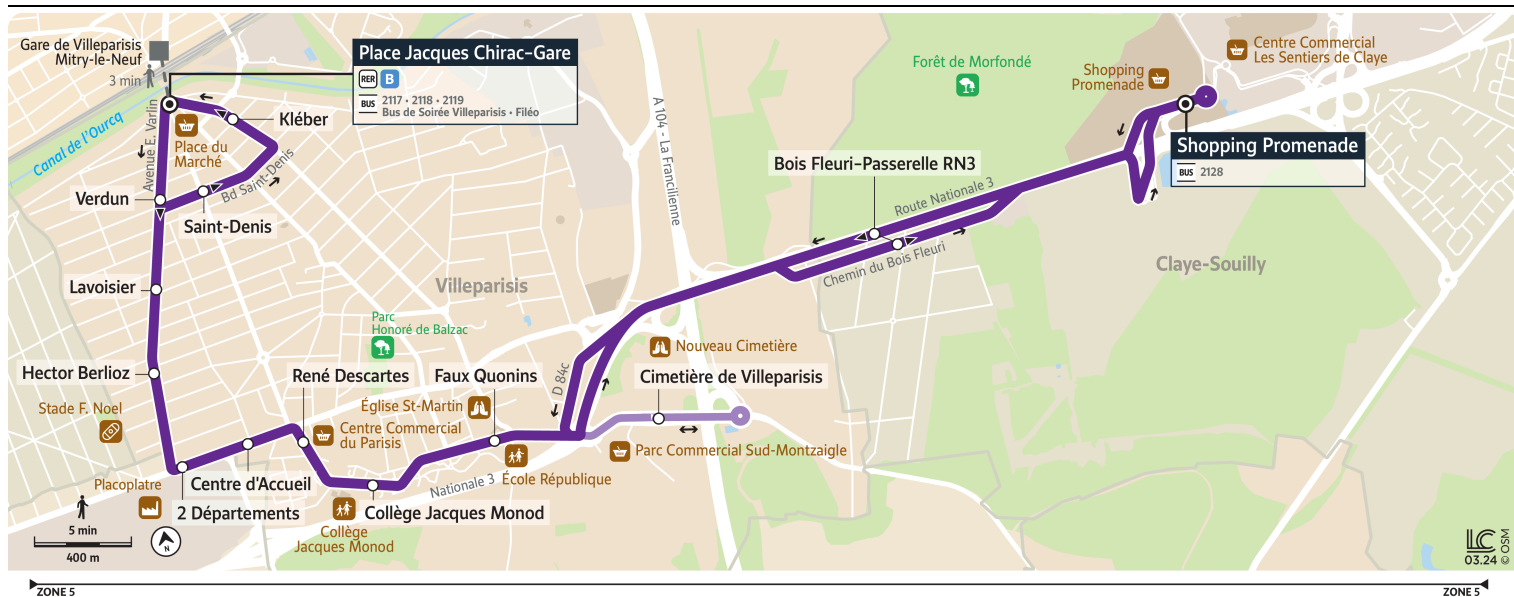 Gare de Villeparisis
Mitry-le-Neuf
3 min
Place Jacques Chirac–Gare
RER B
BUS 2117 • 2118 • 2119
Bus de Soirée Villeparisis • Filéo
Canal de l'Ourcq
Avenue E. Varlin
Kléber
Place du
Marché
Bd Saint-Denis
Verdun
Saint-Denis
Lavoisier
Villeparisis
Parc
Honoré de Balzac
Hector Berlioz
René Descartes
Faux Quonins
Stade F. Noel
Église St-Martin
Centre Commercial
du Parisis
Placoplatre
Centre d'Accueil
2 Départements
Collège Jacques Monod
Collège
Jacques Monod
Nationale 3
École République
D 84c
Nouveau Cimetière
Cimetière de Villeparisis
Parc Commercial Sud-Montzaigle
A 104 - La Francilienne
Bois Fleuri–Passerelle RN3
Route Nationale 3
Chemin du Bois Fleuri
Forêt de Morfondé
Shopping
Promenade
Centre Commercial
Les Sentiers de Claye
Shopping Promenade
BUS 2128
Claye-Souilly
5 min
400 m
N
LC
03.24 © OSM
ZONE 5
ZONE 5